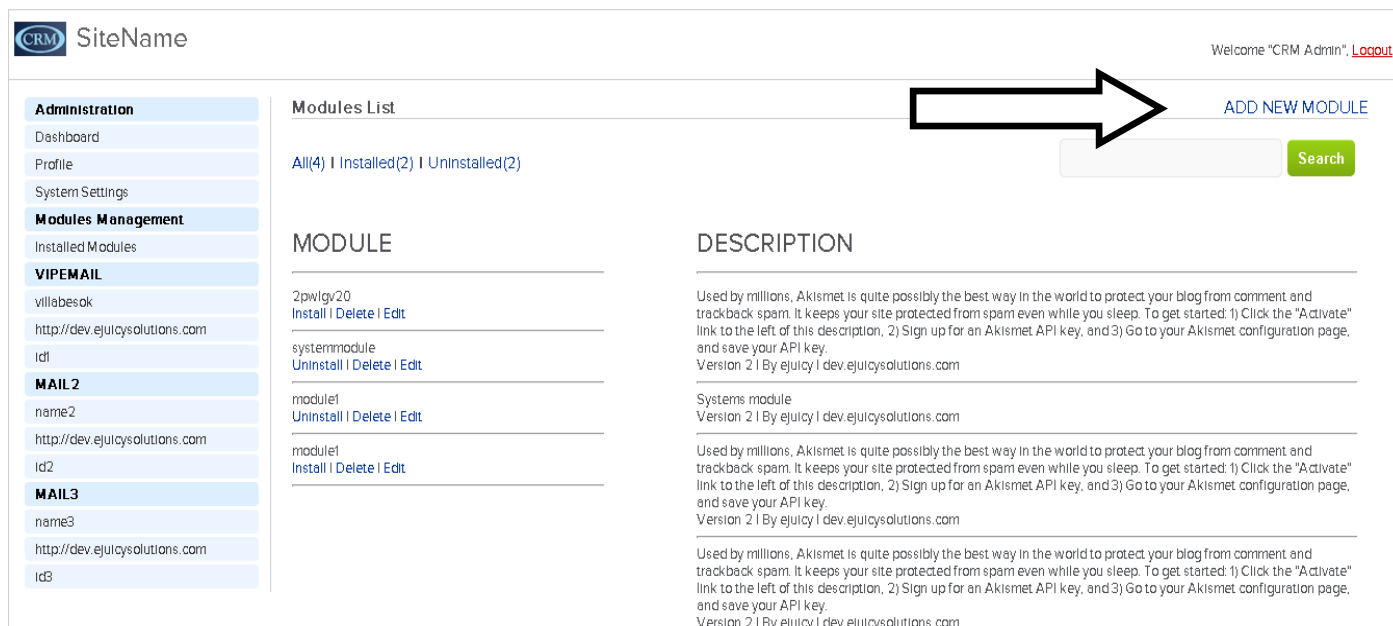 CRM SiteName
Welcome "CRM Admin", Logout
Administration
Dashboard
Profile
System Settings
Modules Management
Installed Modules
VIPEMAIL
villabesok
http://dev.ejuicysolutions.com
id1
MAIL2
name2
http://dev.ejuicysolutions.com
id2
MAIL3
name3
http://dev.ejuicysolutions.com
id3
Modules List
ADD NEW MODULE
All(4) | Installed(2) | Uninstalled(2)
Search
MODULE
2pwlgv20
Install | Delete | Edit
systemmodule
Uninstall | Delete | Edit
module1
Uninstall | Delete | Edit
module1
Install | Delete | Edit
DESCRIPTION
Used by millions, Akismet is quite possibly the best way in the world to protect your blog from comment and
trackback spam. It keeps your site protected from spam even while you sleep. To get started: 1) Click the "Activate"
link to the left of this description, 2) Sign up for an Akismet API key, and 3) Go to your Akismet configuration page,
and save your API key.
Version 2 | By ejuicy | dev.ejuicysolutions.com
Systems module
Version 2 | By ejuicy | dev.ejuicysolutions.com
Used by millions, Akismet is quite possibly the best way in the world to protect your blog from comment and
trackback spam. It keeps your site protected from spam even while you sleep. To get started: 1) Click the "Activate"
link to the left of this description, 2) Sign up for an Akismet API key, and 3) Go to your Akismet configuration page,
and save your API key.
Version 2 | By ejuicy | dev.ejuicysolutions.com
Used by millions, Akismet is quite possibly the best way in the world to protect your blog from comment and
trackback spam. It keeps your site protected from spam even while you sleep. To get started: 1) Click the "Activate"
link to the left of this description, 2) Sign up for an Akismet API key, and 3) Go to your Akismet configuration page,
and save your API key.
Version 2 | By ejuicy | dev.ejuicysolutions.com